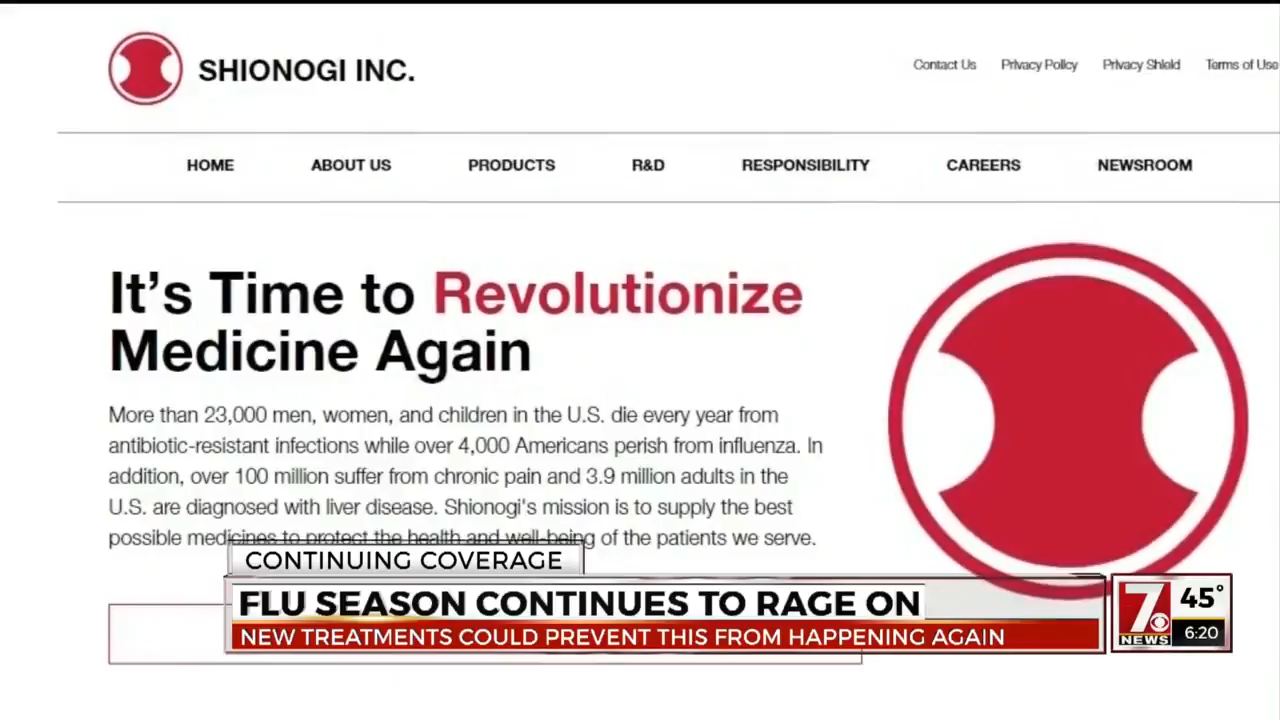 SHIONOGI INC.
Contact Us Privacy Policy Privacy Shield Terms of Use
HOME ABOUT US PRODUCTS R&D RESPONSIBILITY CAREERS NEWSROOM
It's Time to Revolutionize
Medicine Again
More than 23,000 men, women, and children in the U.S. die every year from
antibiotic-resistant infections while over 4,000 Americans perish from influenza. In
addition, over 100 million suffer from chronic pain and 3.9 million adults in the
U.S. are diagnosed with liver disease. Shionogi's mission is to supply the best
possible medicines to protect the health and well-being of the patients we serve.
CONTINUING COVERAGE
FLU SEASON CONTINUES TO RAGE ON
NEW TREATMENTS COULD PREVENT THIS FROM HAPPENING AGAIN
7
NEWS
45°
6:20